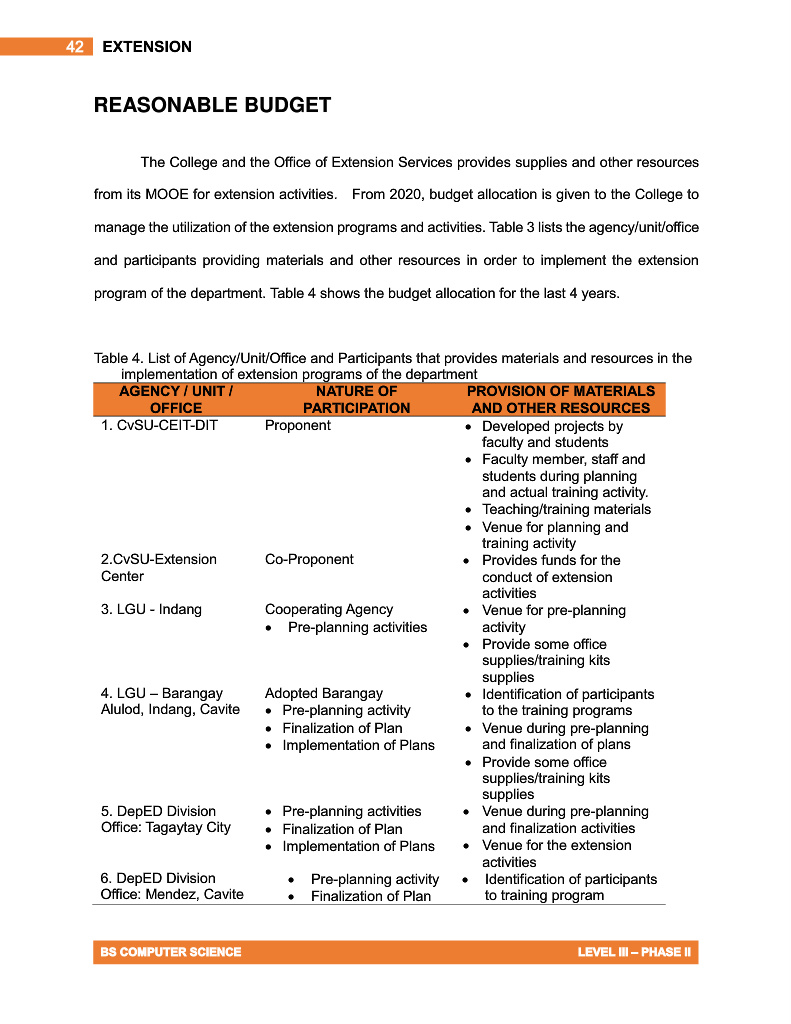 42 EXTENSION
REASONABLE BUDGET
The College and the Office of Extension Services provides supplies and other resources
from its MOOE for extension activities. From 2020, budget allocation is given to the College to
manage the utilization of the extension programs and activities. Table 3 lists the agency/unit/office
and participants providing materials and other resources in order to implement the extension
program of the department. Table 4 shows the budget allocation for the last 4 years.
Table 4. List of Agency/Unit/Office and Participants that provides materials and resources in the
implementation of extension programs of the department
AGENCY / UNIT /
OFFICE
NATURE OF
PARTICIPATION
PROVISION OF MATERIALS
AND OTHER RESOURCES
1. CvSU-CEIT-DIT
Proponent
• Developed projects by
faculty and students
• Faculty member, staff and
students during planning
and actual training activity.
• Teaching/training materials
• Venue for planning and
training activity
2.CvSU-Extension
Center
Co-Proponent
• Provides funds for the
conduct of extension
activities
3. LGU - Indang
Cooperating Agency
• Pre-planning activities
• Venue for pre-planning
activity
• Provide some office
supplies/training kits
supplies
4. LGU – Barangay
Alulod, Indang, Cavite
Adopted Barangay
• Pre-planning activity
• Finalization of Plan
• Implementation of Plans
• Identification of participants
to the training programs
• Venue during pre-planning
and finalization of plans
• Provide some office
supplies/training kits
supplies
5. DepED Division
Office: Tagaytay City
• Pre-planning activities
• Finalization of Plan
• Implementation of Plans
• Venue during pre-planning
and finalization activities
• Venue for the extension
activities
6. DepED Division
Office: Mendez, Cavite
• Pre-planning activity
• Finalization of Plan
• Identification of participants
to training program
BS COMPUTER SCIENCE
LEVEL III – PHASE II